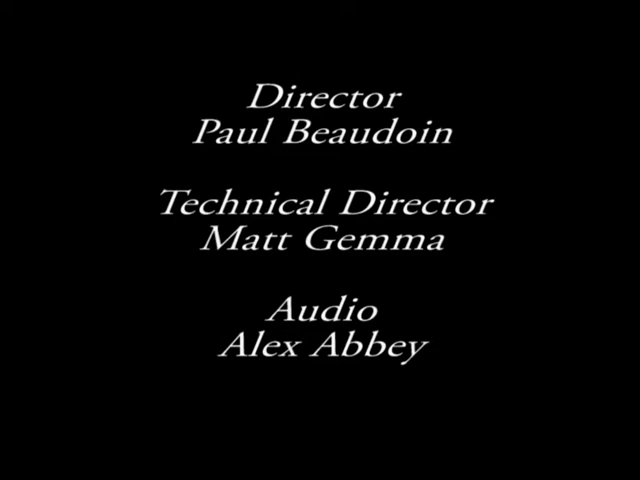 Director
Paul Beaudoin
Technical Director
Matt Gemma
Audio
Alex Abbey